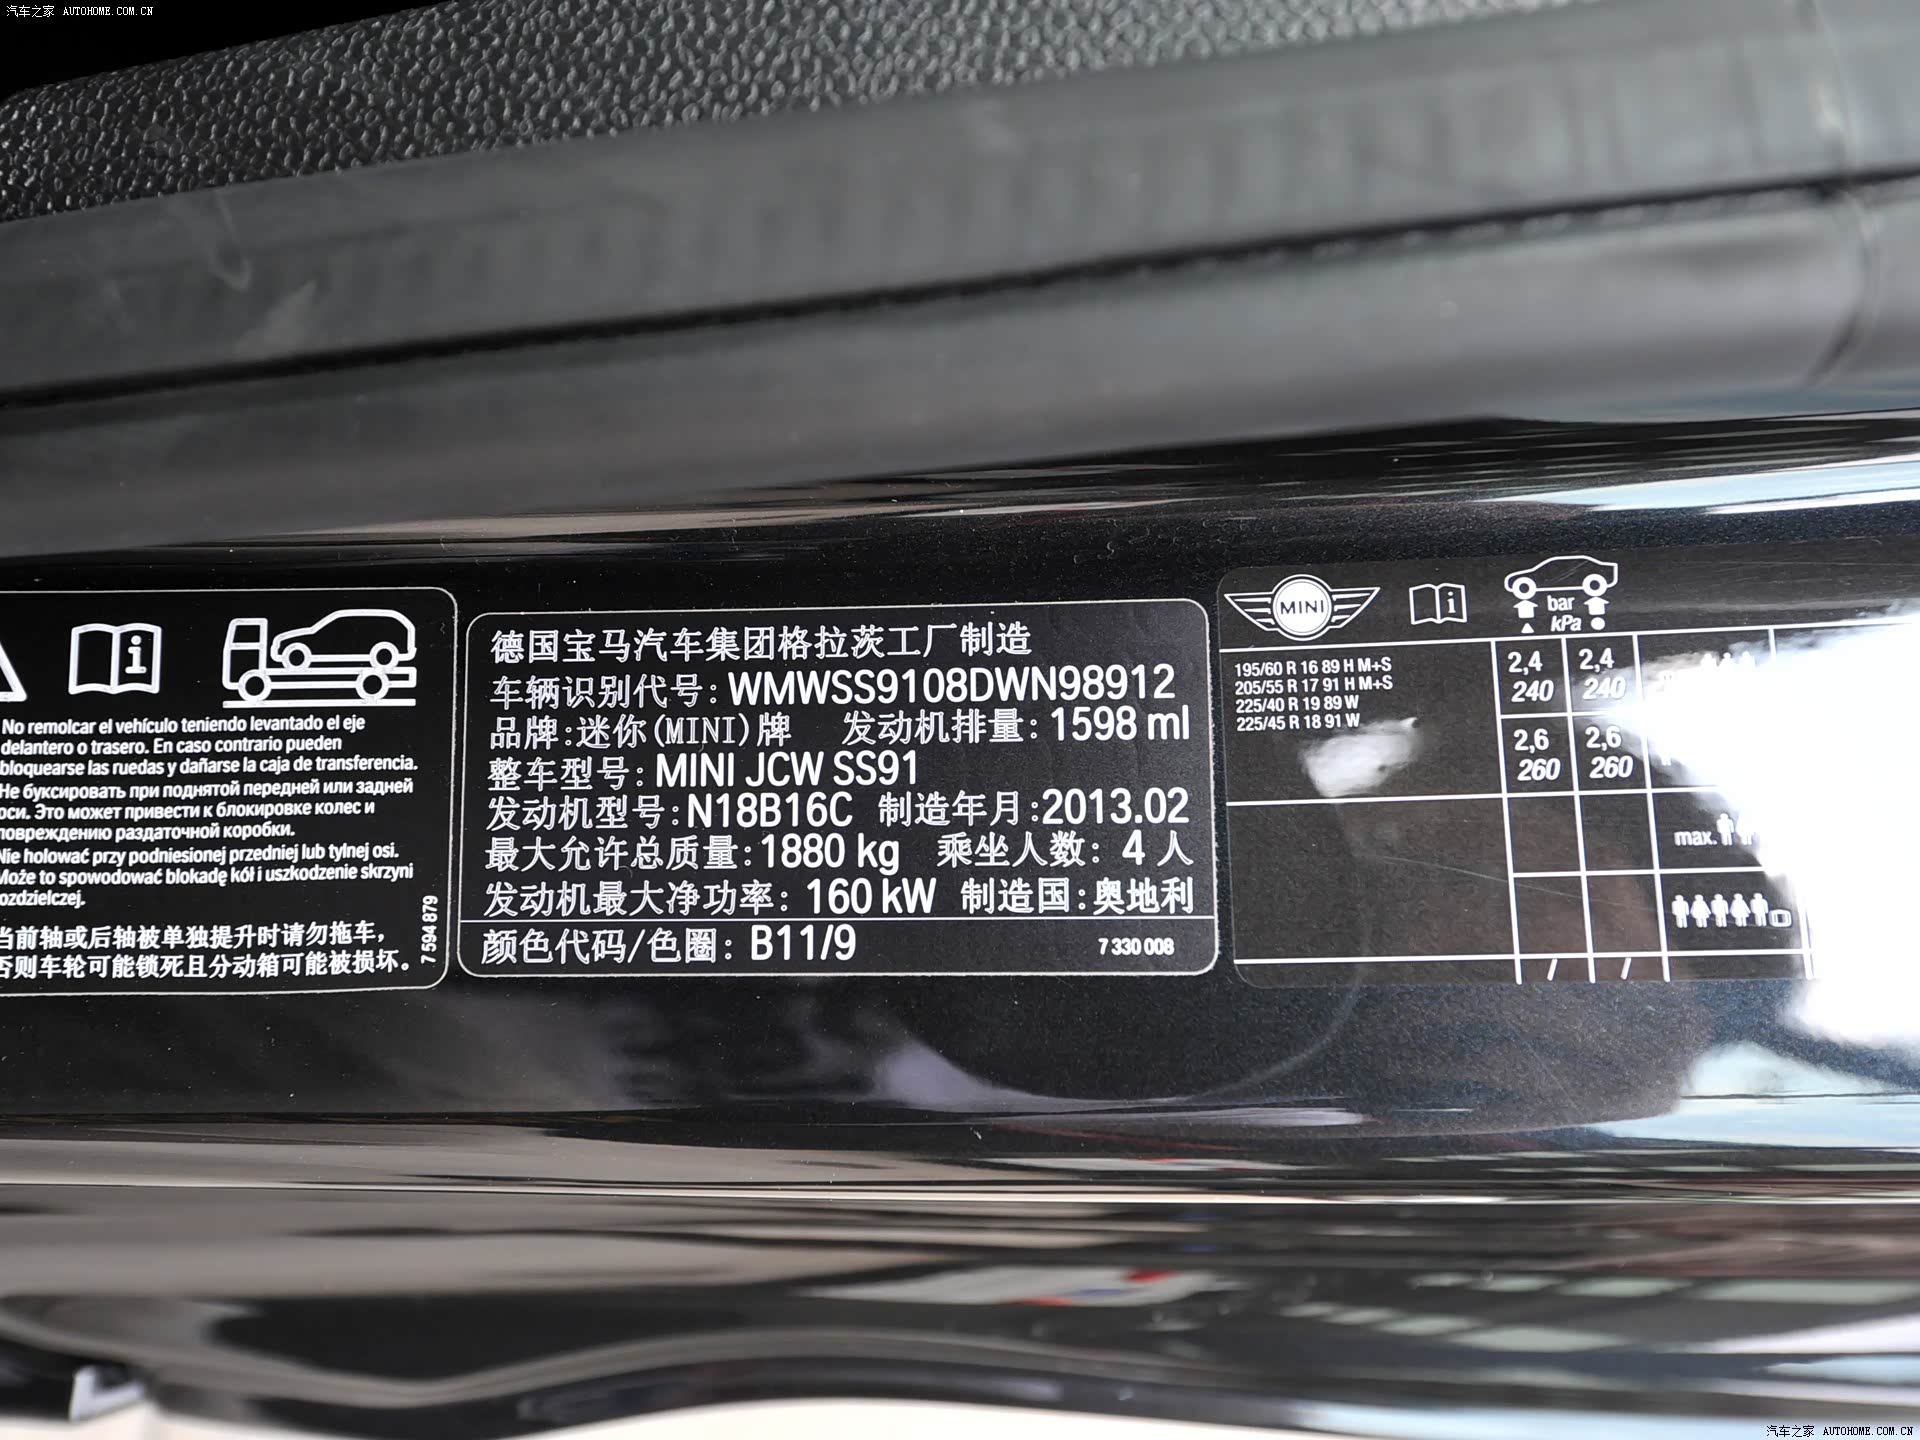 汽车之家 AUTOHOME.COM.CN
No remolcar el vehículo teniendo levantado el eje
delantero o trasero. En caso contrario pueden
bloquearse las ruedas y dañarse la caja de transferencia.
Не буксировать при поднятой передней или задней
оси. Это может привести к блокировке колес и
повреждению раздаточной коробки.
Nie holować przy podniesionej przedniej lub tylnej osi.
Może to spowodować blokadę kół i uszkodzenie skrzyni
ozdzielczej.
当前轴或后轴被单独提升时请勿拖车，
否则车轮可能锁死且分动箱可能被损坏。
7 594 879
德国宝马汽车集团格拉茨工厂制造
车辆识别代号: WMWSS9108DWN98912
品牌:迷你(MINI)牌 发动机排量: 1598 ml
整车型号: MINI JCW SS91
发动机型号: N18B16C 制造年月:2013.02
最大允许总质量: 1880 kg 乘坐人数: 4 人
发动机最大净功率: 160 kW 制造国:奥地利
颜色代码/色圈: B11/9
7 330 008
MINI
bar
kPa
195/60 R 16 89 H M+S
205/55 R 17 91 H M+S
225/40 R 19 89 W
225/45 R 18 91 W
2,4 2,4
240 240
2,6 2,6
260 260
max.
/ /
汽车之家 AUTOHOME.COM.CN